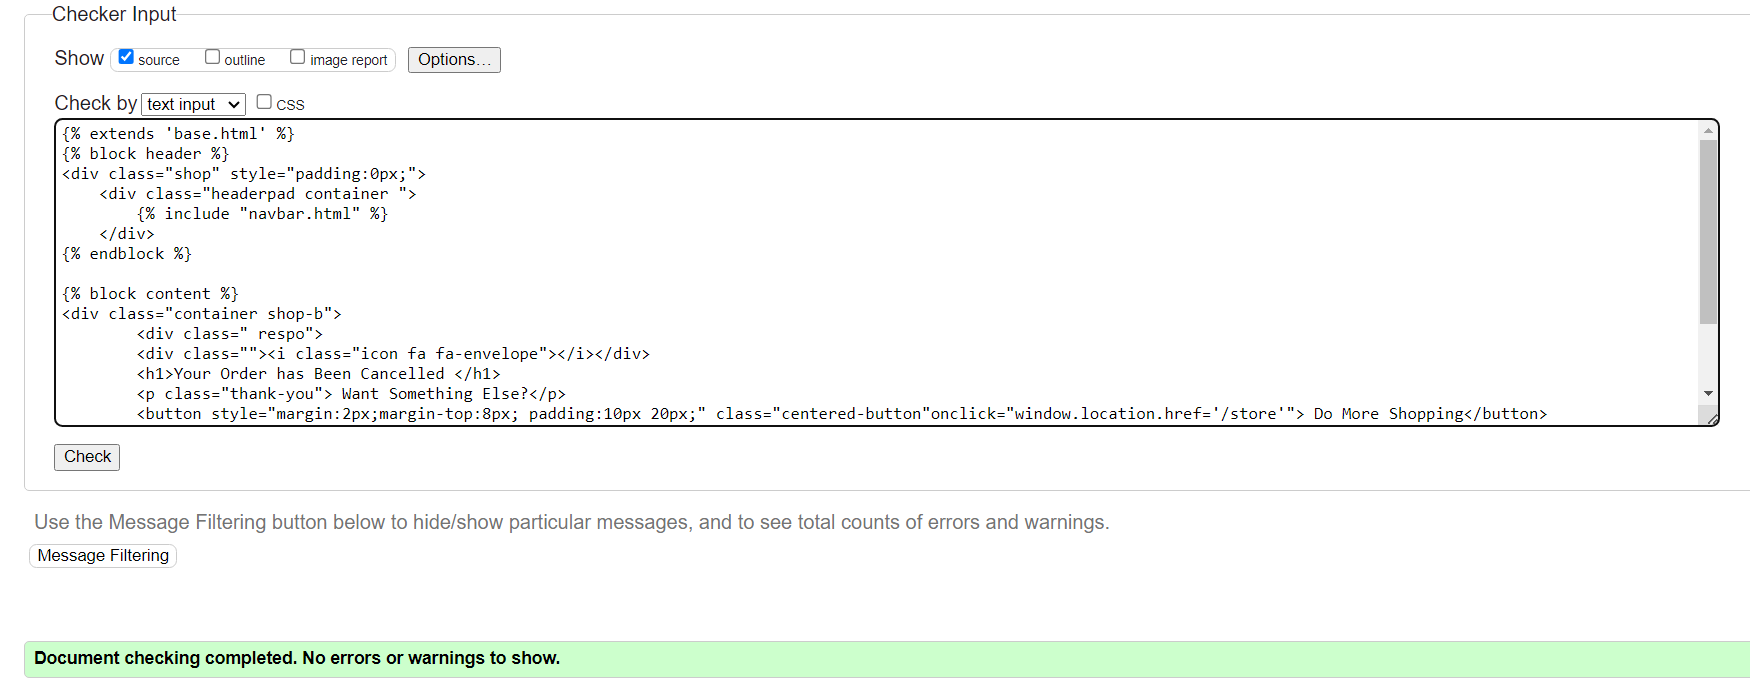 Checker Input
Show source outline image report Options...
Check by text input CSS
{% extends 'base.html' %}
{% block header %}
<div class="shop" style="padding:0px;">
    <div class="headerpad container ">
        {% include "navbar.html" %}
    </div>
{% endblock %}

{% block content %}
<div class="container shop-b">
        <div class=" respo">
        <div class=""><i class="icon fa fa-envelope"></i></div>
        <h1>Your Order has Been Cancelled </h1>
        <p class="thank-you"> Want Something Else?</p>
        <button style="margin:2px;margin-top:8px; padding:10px 20px;" class="centered-button"onclick="window.location.href='/store'"> Do More Shopping</button>
Check
Use the Message Filtering button below to hide/show particular messages, and to see total counts of errors and warnings.
Message Filtering
Document checking completed. No errors or warnings to show.